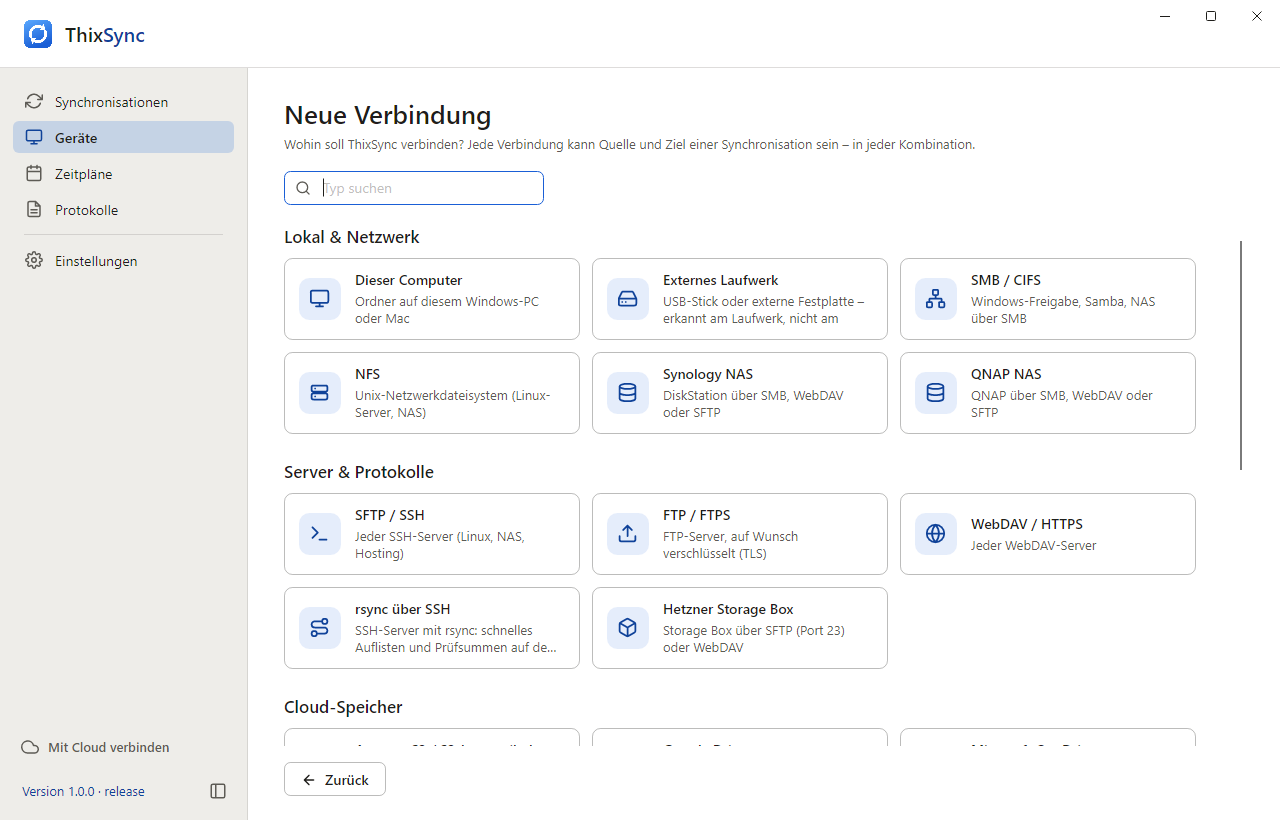 ThixSync
Synchronisationen
Geräte
Zeitpläne
Protokolle
Einstellungen
Mit Cloud verbinden
Version 1.0.0 · release
Neue Verbindung
Wohin soll ThixSync verbinden? Jede Verbindung kann Quelle und Ziel einer Synchronisation sein – in jeder Kombination.
Typ suchen
Lokal & Netzwerk
Dieser Computer
Ordner auf diesem Windows-PC
oder Mac
Externes Laufwerk
USB-Stick oder externe Festplatte –
erkannt am Laufwerk, nicht am
SMB / CIFS
Windows-Freigabe, Samba, NAS
über SMB
NFS
Unix-Netzwerkdateisystem (Linux-
Server, NAS)
Synology NAS
DiskStation über SMB, WebDAV
oder SFTP
QNAP NAS
QNAP über SMB, WebDAV oder
SFTP
Server & Protokolle
SFTP / SSH
Jeder SSH-Server (Linux, NAS,
Hosting)
FTP / FTPS
FTP-Server, auf Wunsch
verschlüsselt (TLS)
WebDAV / HTTPS
Jeder WebDAV-Server
rsync über SSH
SSH-Server mit rsync: schnelles
Auflisten und Prüfsummen auf de...
Hetzner Storage Box
Storage Box über SFTP (Port 23)
oder WebDAV
Cloud-Speicher
Zurück